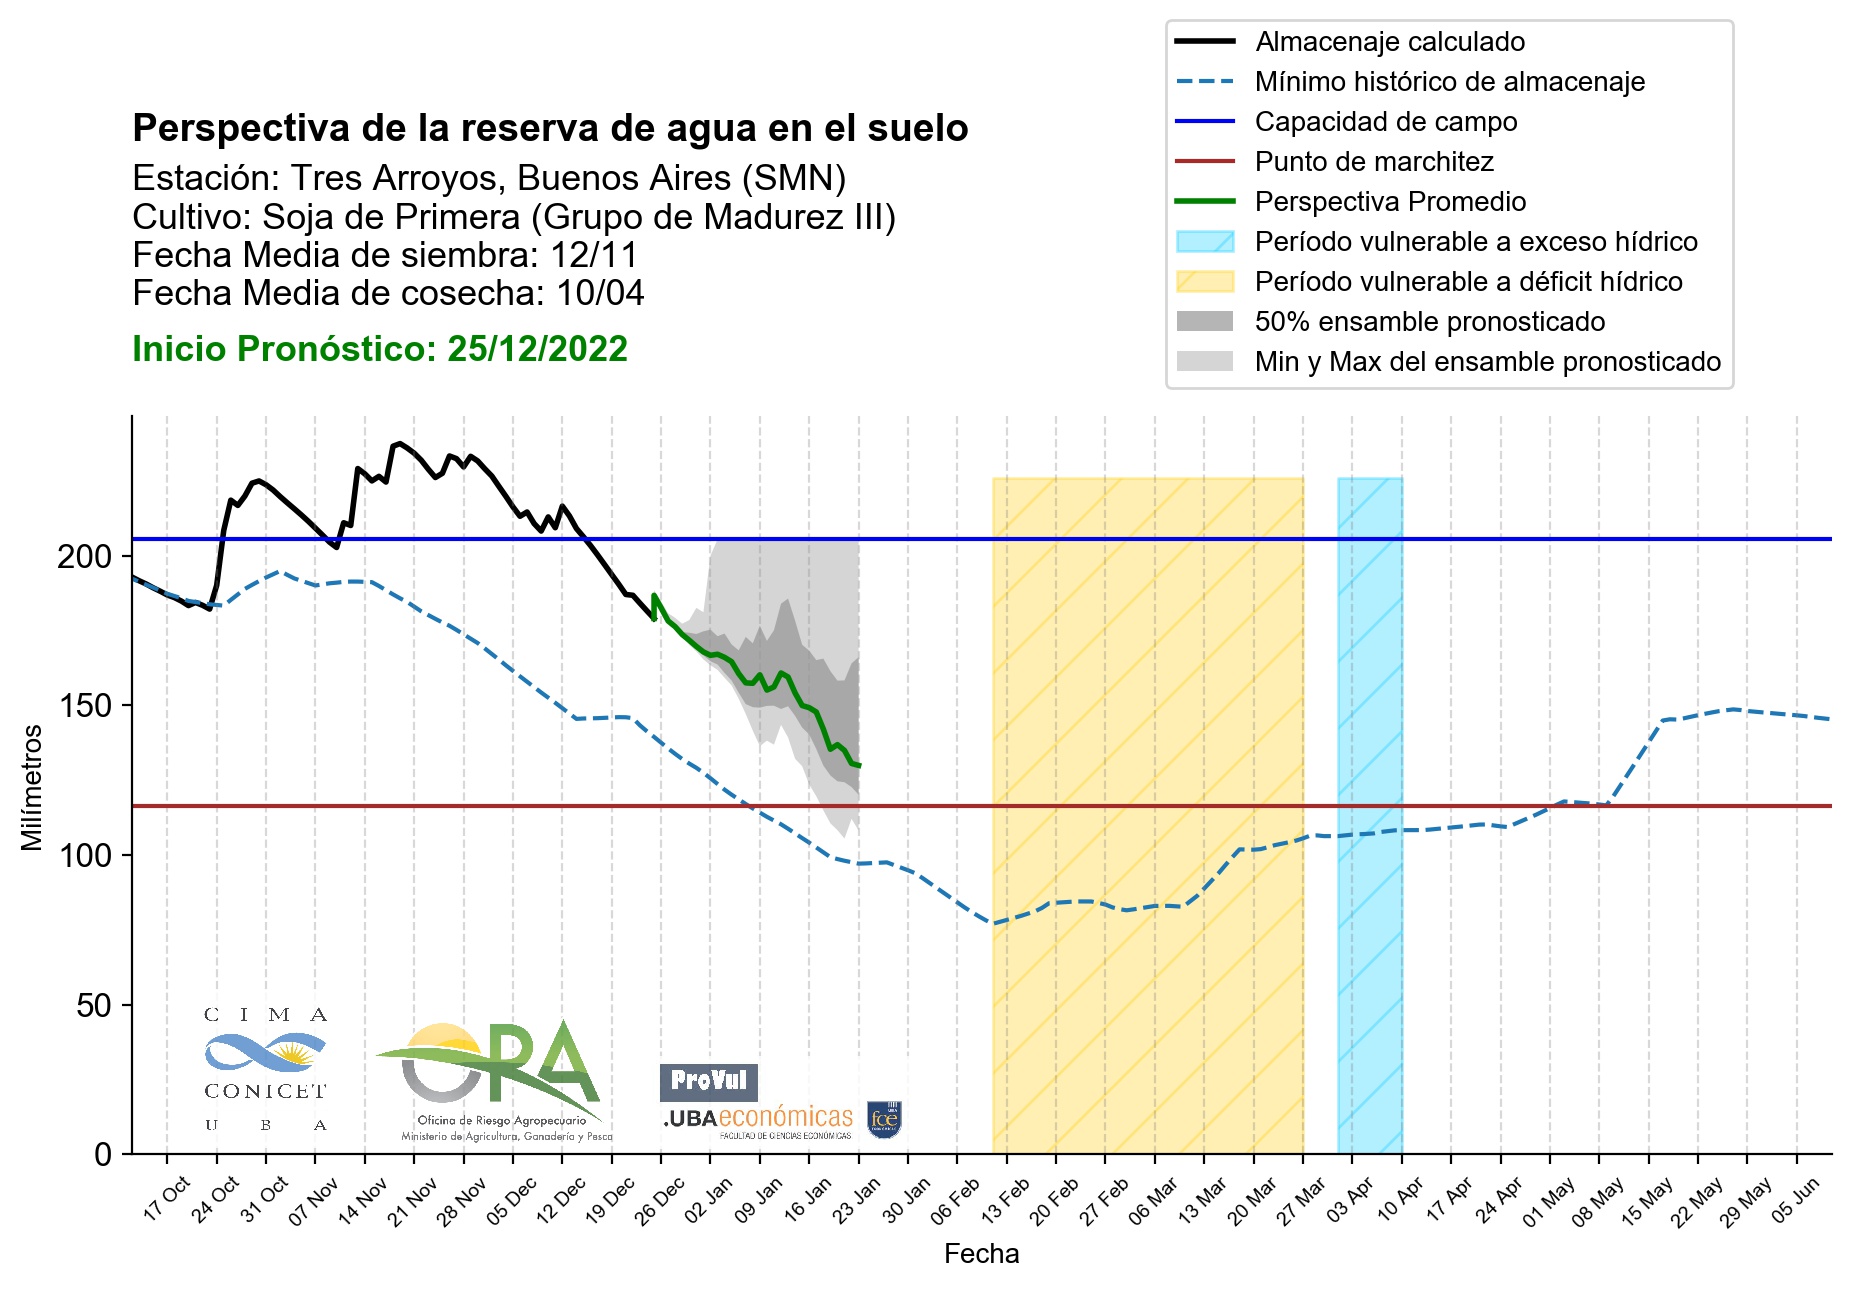 Almacenaje calculado
Mínimo histórico de almacenaje
Capacidad de campo
Punto de marchitez
Perspectiva Promedio
Período vulnerable a exceso hídrico
Período vulnerable a déficit hídrico
50% ensamble pronosticado
Min y Max del ensamble pronosticado
Perspectiva de la reserva de agua en el suelo
Estación: Tres Arroyos, Buenos Aires (SMN)
Cultivo: Soja de Primera (Grupo de Madurez III)
Fecha Media de siembra: 12/11
Fecha Media de cosecha: 10/04
Inicio Pronóstico: 25/12/2022
Milímetros
200
150
100
50
0
CIMA
CONICET
UBA
ORA
Oficina de Riesgo Agropecuario
Ministerio de Agricultura, Ganadería y Pesca
ProVul
.UBAeconómicas
FACULTAD DE CIENCIAS ECONÓMICAS
UBA
fce
ECONÓMICAS
17 Oct
24 Oct
31 Oct
07 Nov
14 Nov
21 Nov
28 Nov
05 Dec
12 Dec
19 Dec
26 Dec
02 Jan
09 Jan
16 Jan
23 Jan
30 Jan
06 Feb
13 Feb
20 Feb
27 Feb
06 Mar
13 Mar
20 Mar
27 Mar
03 Apr
10 Apr
17 Apr
24 Apr
01 May
08 May
15 May
22 May
29 May
05 Jun
Fecha